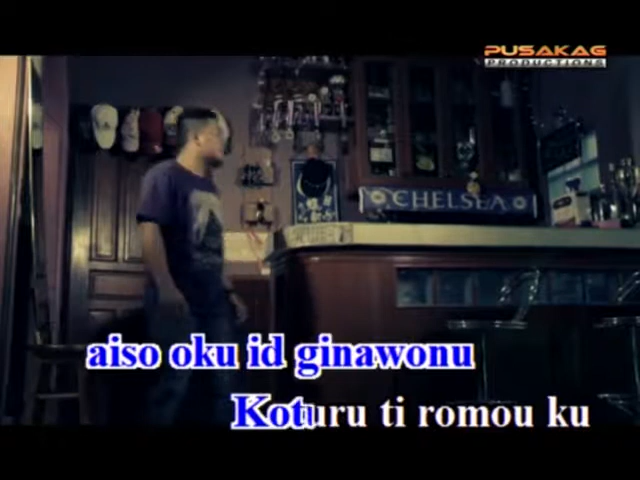 PUSAKAG
PRODUCTIONS
CHELSEA
aiso oku id ginawonu
Koturu ti romou ku